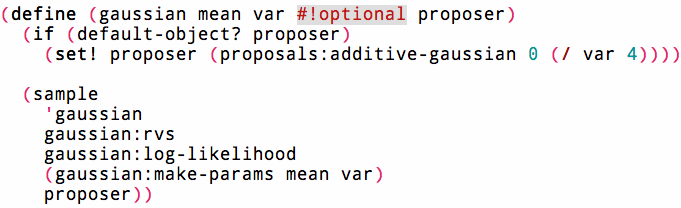 (define (gaussian mean var #!optional proposer)
  (if (default-object? proposer)
    (set! proposer (proposals:additive-gaussian 0 (/ var 4))))
  (sample
    'gaussian
    gaussian:rvs
    gaussian:log-likelihood
    (gaussian:make-params mean var)
    proposer))